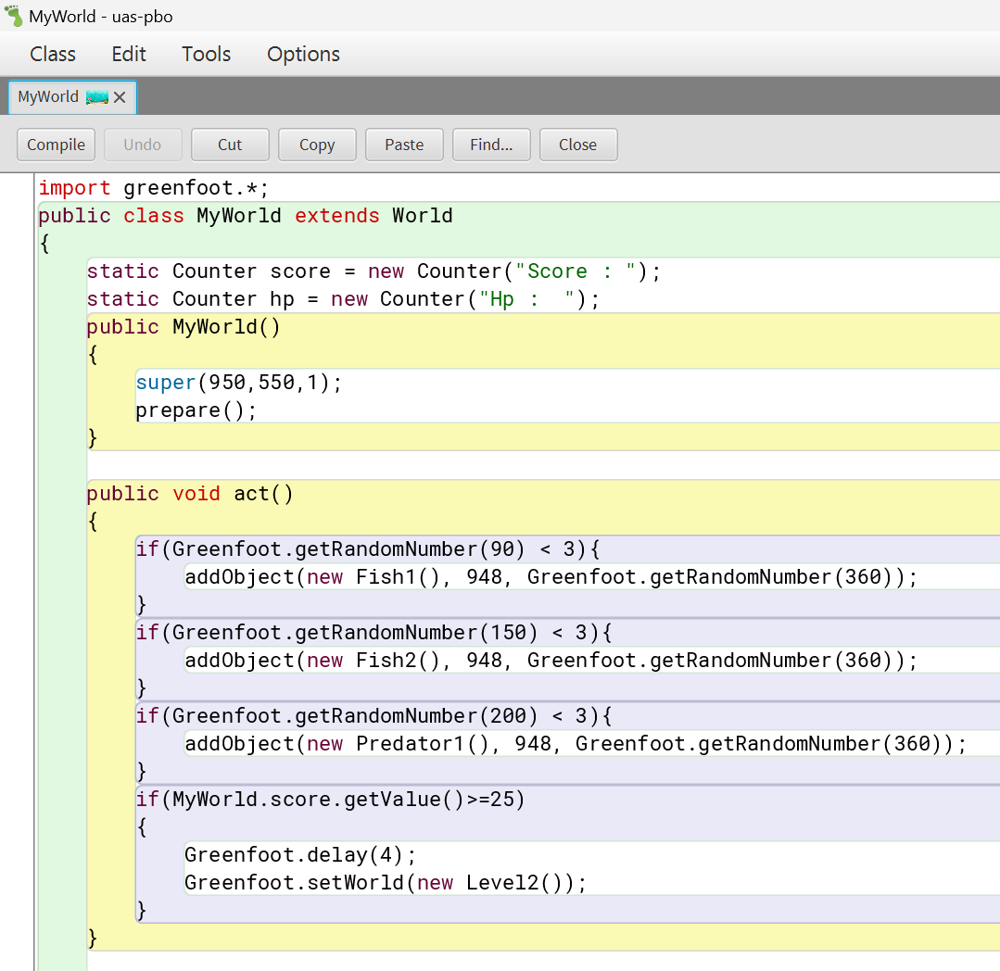 MyWorld - uas-pbo
Class Edit Tools Options
MyWorld
Compile Undo Cut Copy Paste Find... Close
import greenfoot.*;
public class MyWorld extends World
{
    static Counter score = new Counter("Score : ");
    static Counter hp = new Counter("Hp :  ");
    public MyWorld()
    {
        super(950,550,1);
        prepare();
    }

    public void act()
    {
        if(Greenfoot.getRandomNumber(90) < 3){
            addObject(new Fish1(), 948, Greenfoot.getRandomNumber(360));
        }
        if(Greenfoot.getRandomNumber(150) < 3){
            addObject(new Fish2(), 948, Greenfoot.getRandomNumber(360));
        }
        if(Greenfoot.getRandomNumber(200) < 3){
            addObject(new Predator1(), 948, Greenfoot.getRandomNumber(360));
        }
        if(MyWorld.score.getValue()>=25)
        {
            Greenfoot.delay(4);
            Greenfoot.setWorld(new Level2());
        }
    }